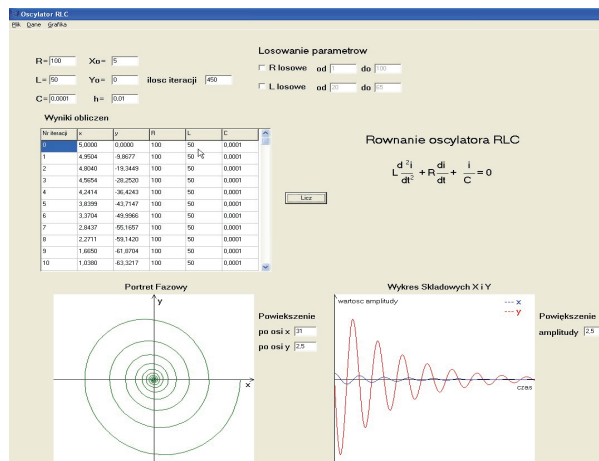 Oscylator RLC
Plik Dane Grafika
R= 100 Xo= 5
L= 50 Yo= 0 ilosc iteracji 450
C= 0.0001 h= 0.01
Losowanie parametrow
R losowe od 1 do 100
L losowe od 20 do 65
Wyniki obliczen
Nr iteracji x y R L C
0 5,0000 0,0000 100 50 0,0001
1 4,9504 -9,8677 100 50 0,0001
2 4,8040 -19,3449 100 50 0,0001
3 4,5654 -28,2520 100 50 0,0001
4 4,2414 -36,4243 100 50 0,0001
5 3,8399 -43,7147 100 50 0,0001
6 3,3704 -49,9966 100 50 0,0001
7 2,8437 -55,1657 100 50 0,0001
8 2,2711 -59,1420 100 50 0,0001
9 1,6650 -61,8704 100 50 0,0001
10 1,0380 -63,3217 100 50 0,0001
Licz
Rownanie oscylatora RLC
L d²i/dt² + R di/dt + i/C = 0
Portret Fazowy
y
x
Powiekszenie
po osi x 31
po osi y 2,5
Wykres Skladowych X i Y
wartosc amplitudy
--- x
--- y
czas
Powiększenie
amplitudy 2,5